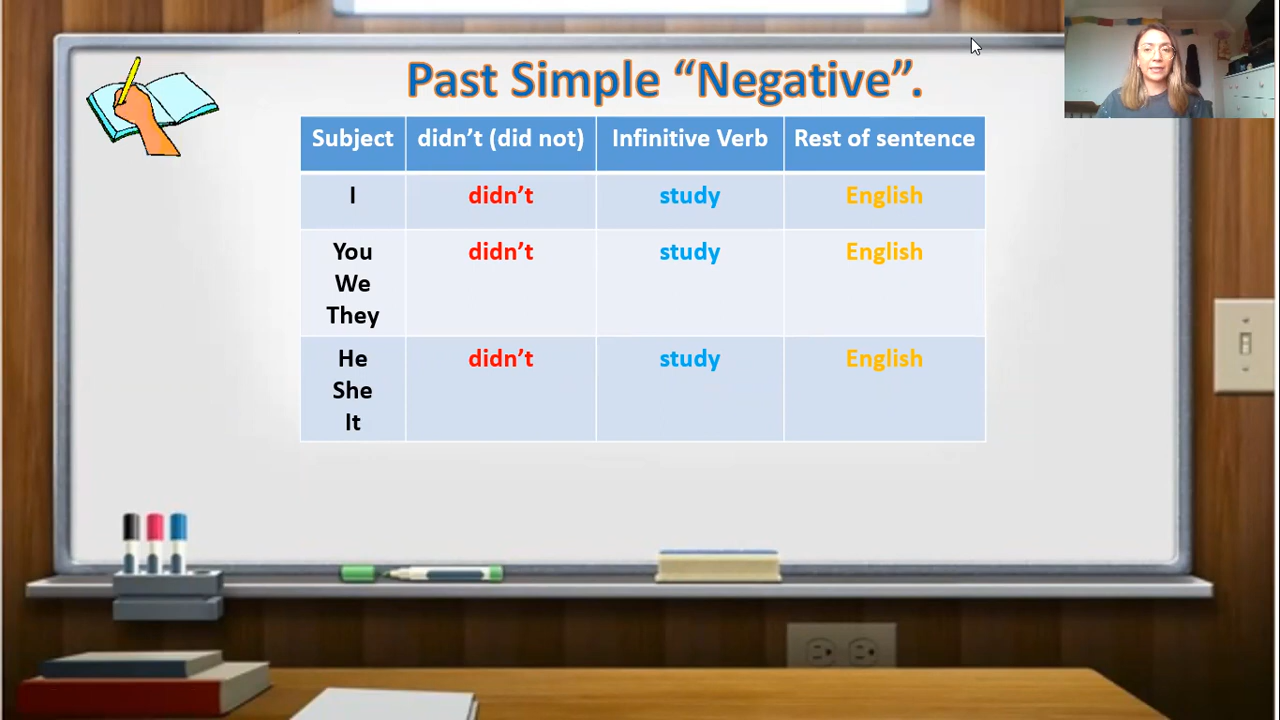 Past Simple “Negative”.
Subject didn’t (did not) Infinitive Verb Rest of sentence
I didn’t study English
You didn’t study English
We
They
He didn’t study English
She
It